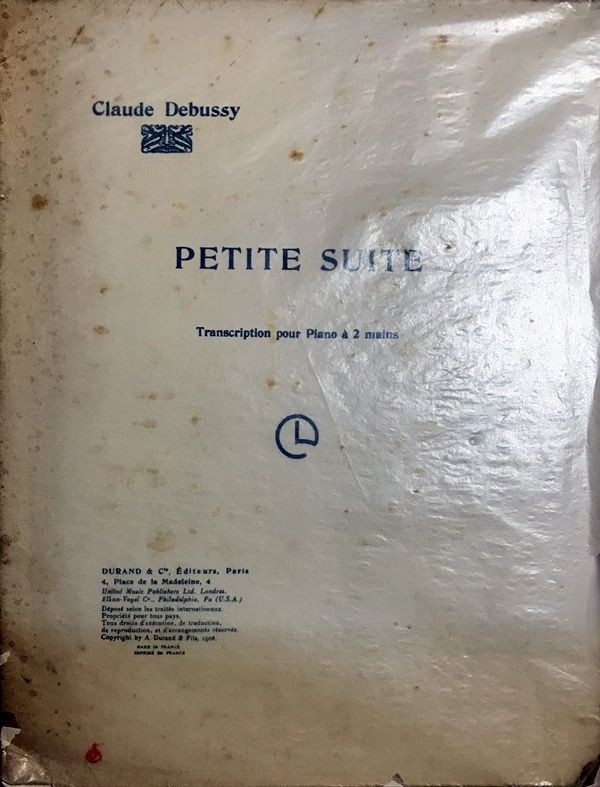 Claude Debussy
PETITE SUITE
Transcription pour Piano à 2 mains
DURAND & Cie, Éditeurs, Paris
4, Place de la Madeleine, 4
United Music Publishers Ltd. Londres.
Elkan-Vogel Co., Philadelphia, Pa (U.S.A.)
Déposé selon les traités internationaux.
Propriété pour tous pays.
Tous droits d'exécution, de traduction,
de reproduction, et d'arrangements réservés.
Copyright by A. Durand & Fils, 1906.
MADE IN FRANCE
IMPRIMÉ EN FRANCE